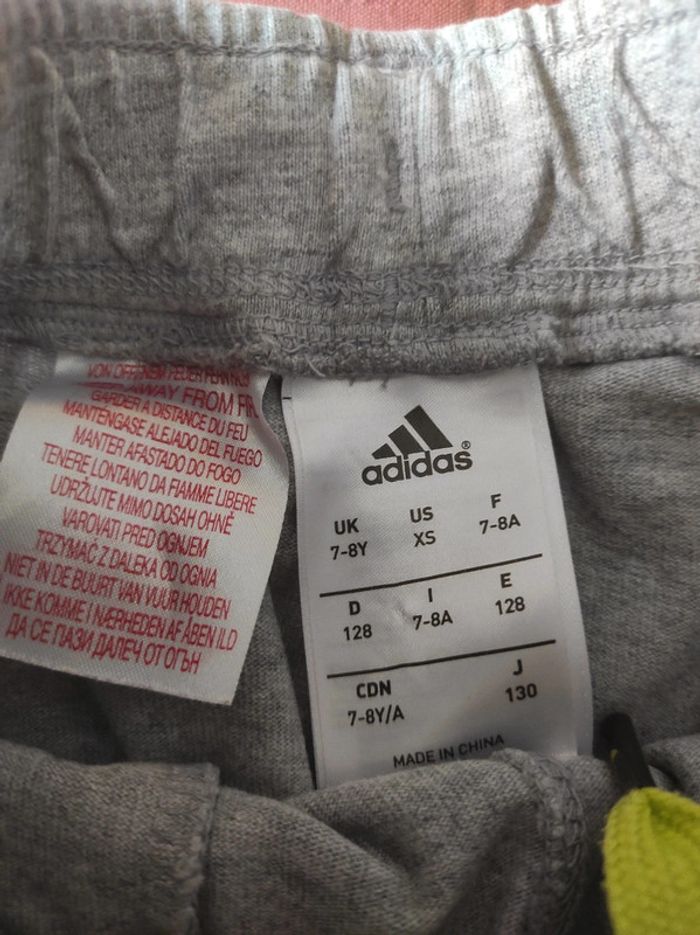 VON OFFENEM FEUER FERN
AWAY FROM
GARDER A DISTANCE DU FEU
MANTENGASE ALEJADO DEL FUEGO
MANTER AFASTADO DO FOGO
TENERE LONTANO DA FIAMME LIBERE
UDRŽUJTE MIMO DOSAH OHNĚ
VAROVATI PRED OGNJEM
TRZYMAĆ Z DALEKA OD OGNIA
NIET IN DE BUURT VAN VUUR HOUDEN
IKKE KOMME I NÆRHEDEN AF ÅBEN ILD
ДА СЕ ПАЗИ ДАЛЕЧ ОТ ОГЪН
adidas®
UK US F
7-8Y XS 7-8A
D I E
128 7-8A 128
CDN J
7-8Y/A 130
MADE IN CHINA